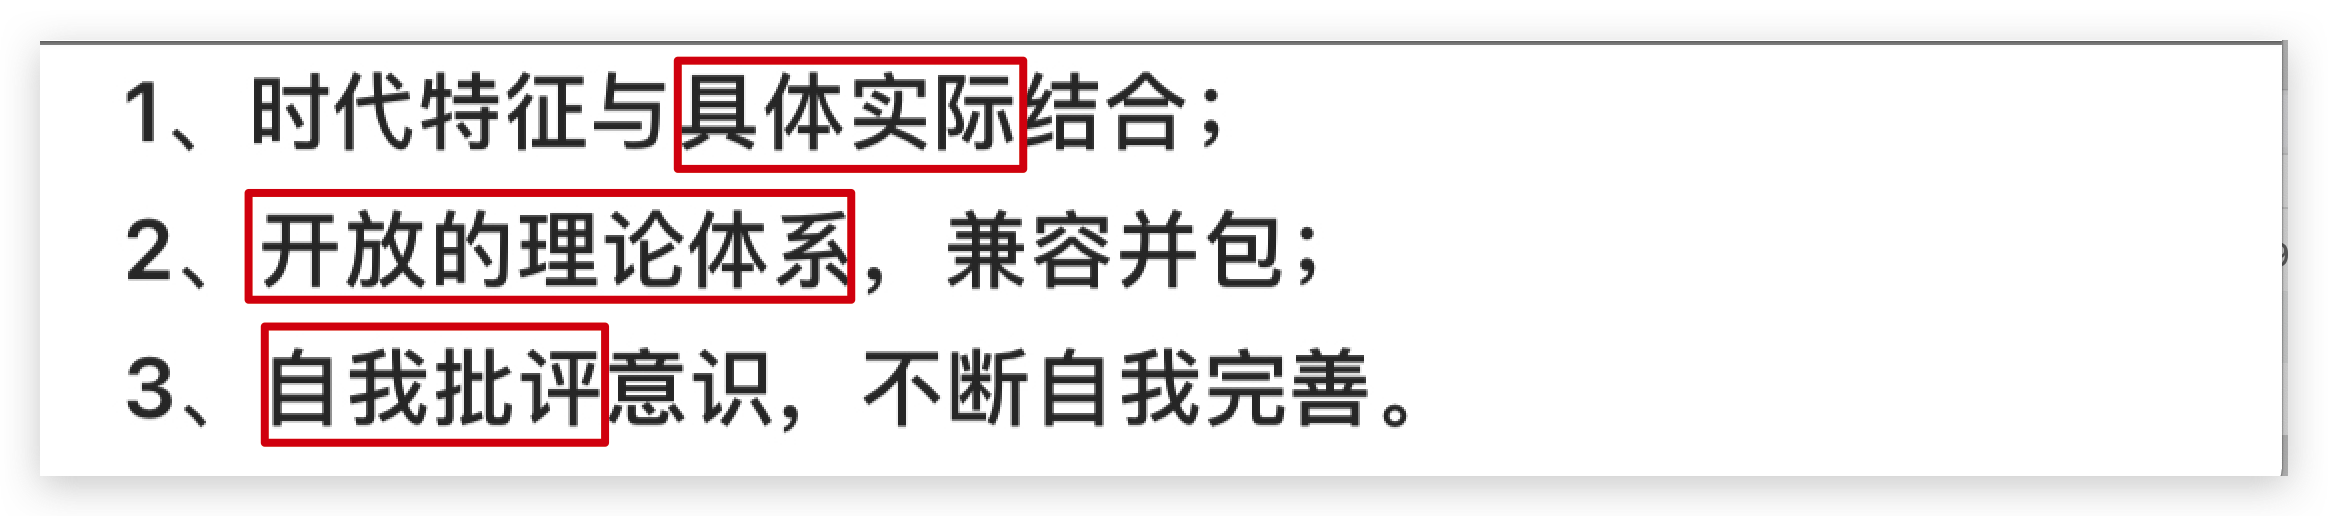 1、时代特征与具体实际结合；
2、开放的理论体系，兼容并包；
3、自我批评意识，不断自我完善。